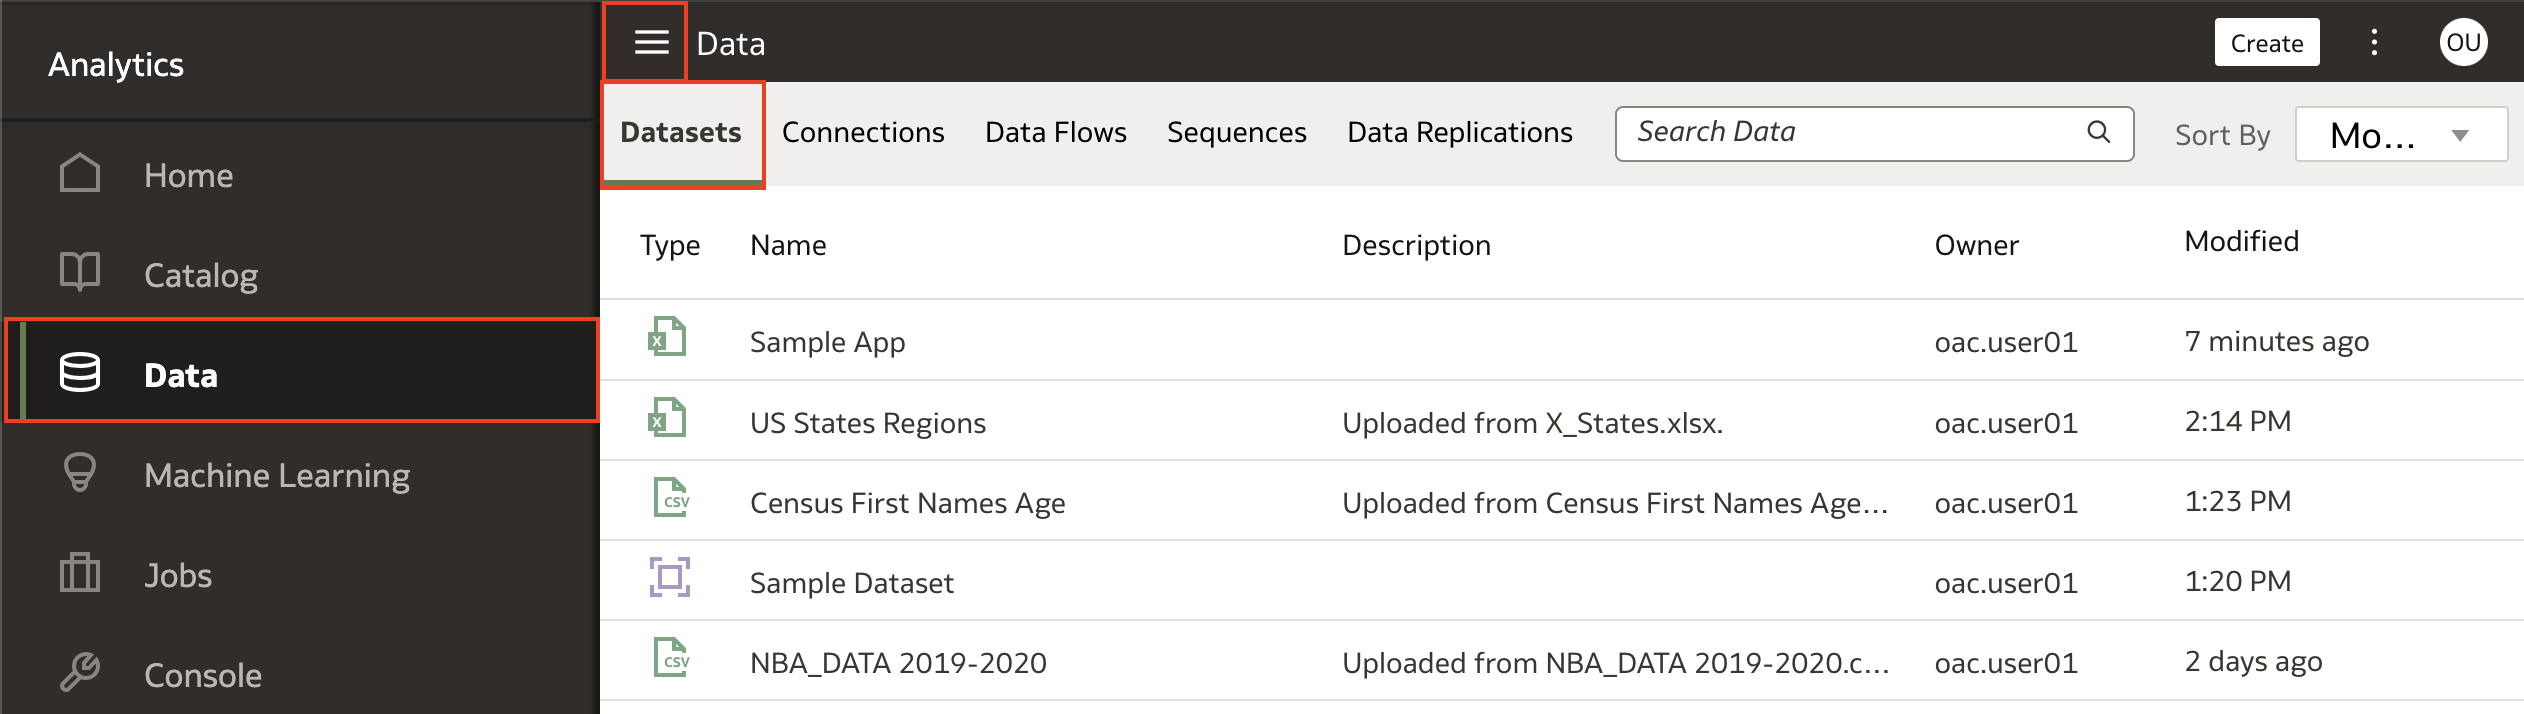 Analytics
Home
Catalog
Data
Machine Learning
Jobs
Console
Data
Create
OU
Datasets Connections Data Flows Sequences Data Replications Search Data Sort By Mo...
Type Name Description Owner Modified
X Sample App oac.user01 7 minutes ago
X US States Regions Uploaded from X_States.xlsx. oac.user01 2:14 PM
CSV Census First Names Age Uploaded from Census First Names Age... oac.user01 1:23 PM
Sample Dataset oac.user01 1:20 PM
CSV NBA_DATA 2019-2020 Uploaded from NBA_DATA 2019-2020.c... oac.user01 2 days ago